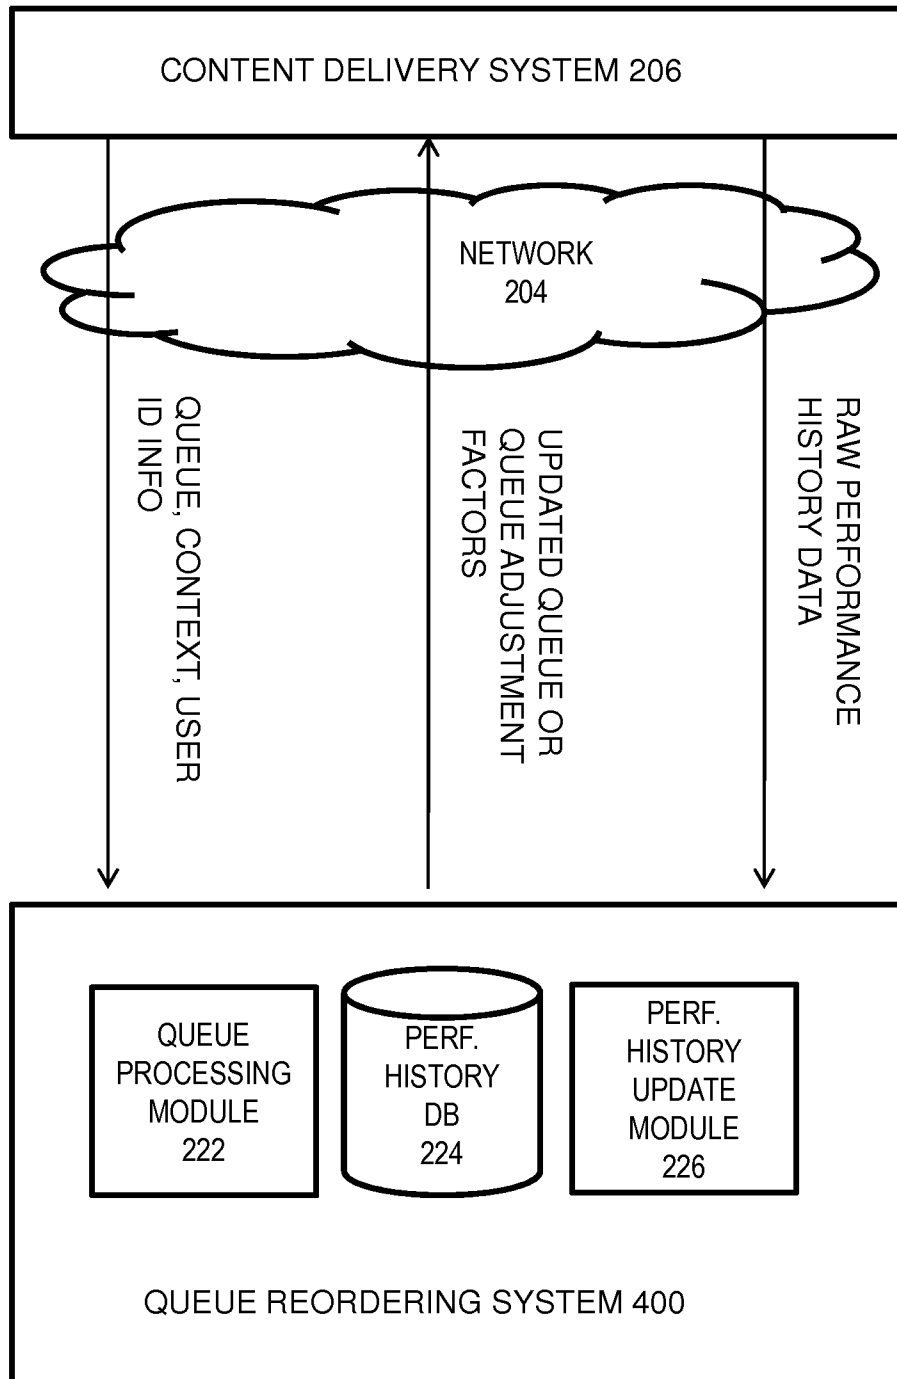 CONTENT DELIVERY SYSTEM 206
NETWORK
204
QUEUE, CONTEXT, USER
ID INFO
UPDATED QUEUE OR
QUEUE ADJUSTMENT
FACTORS
RAW PERFORMANCE
HISTORY DATA
QUEUE
PROCESSING
MODULE
222
PERF.
HISTORY
DB
224
PERF.
HISTORY
UPDATE
MODULE
226
QUEUE REORDERING SYSTEM 400